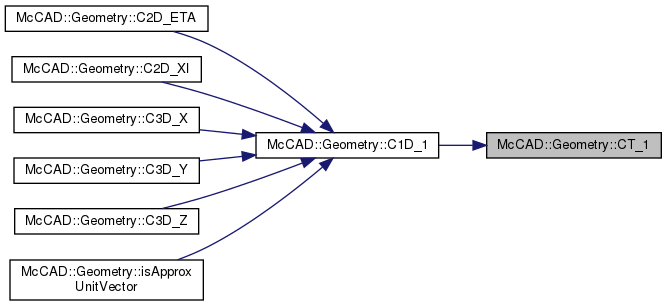 McCAD::Geometry::C2D_ETA
McCAD::Geometry::C2D_XI
McCAD::Geometry::C3D_X
McCAD::Geometry::C1D_1
McCAD::Geometry::CT_1
McCAD::Geometry::C3D_Y
McCAD::Geometry::C3D_Z
McCAD::Geometry::isApprox
UnitVector